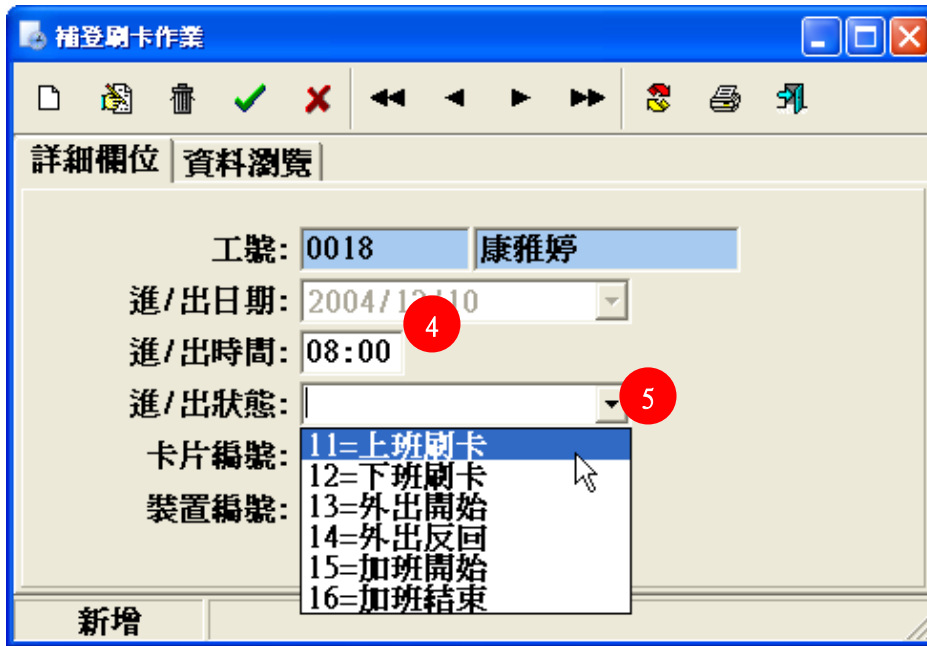 補登刷卡作業
詳細欄位 資料瀏覽
工號: 0018 康雅婷
進/出日期: 2004/12/10
4
進/出時間: 08:00
進/出狀態: 5
11=上班刷卡
卡片編號:
12=下班刷卡
裝置編號: 13=外出開始
14=外出反回
15=加班開始
16=加班結束
新增